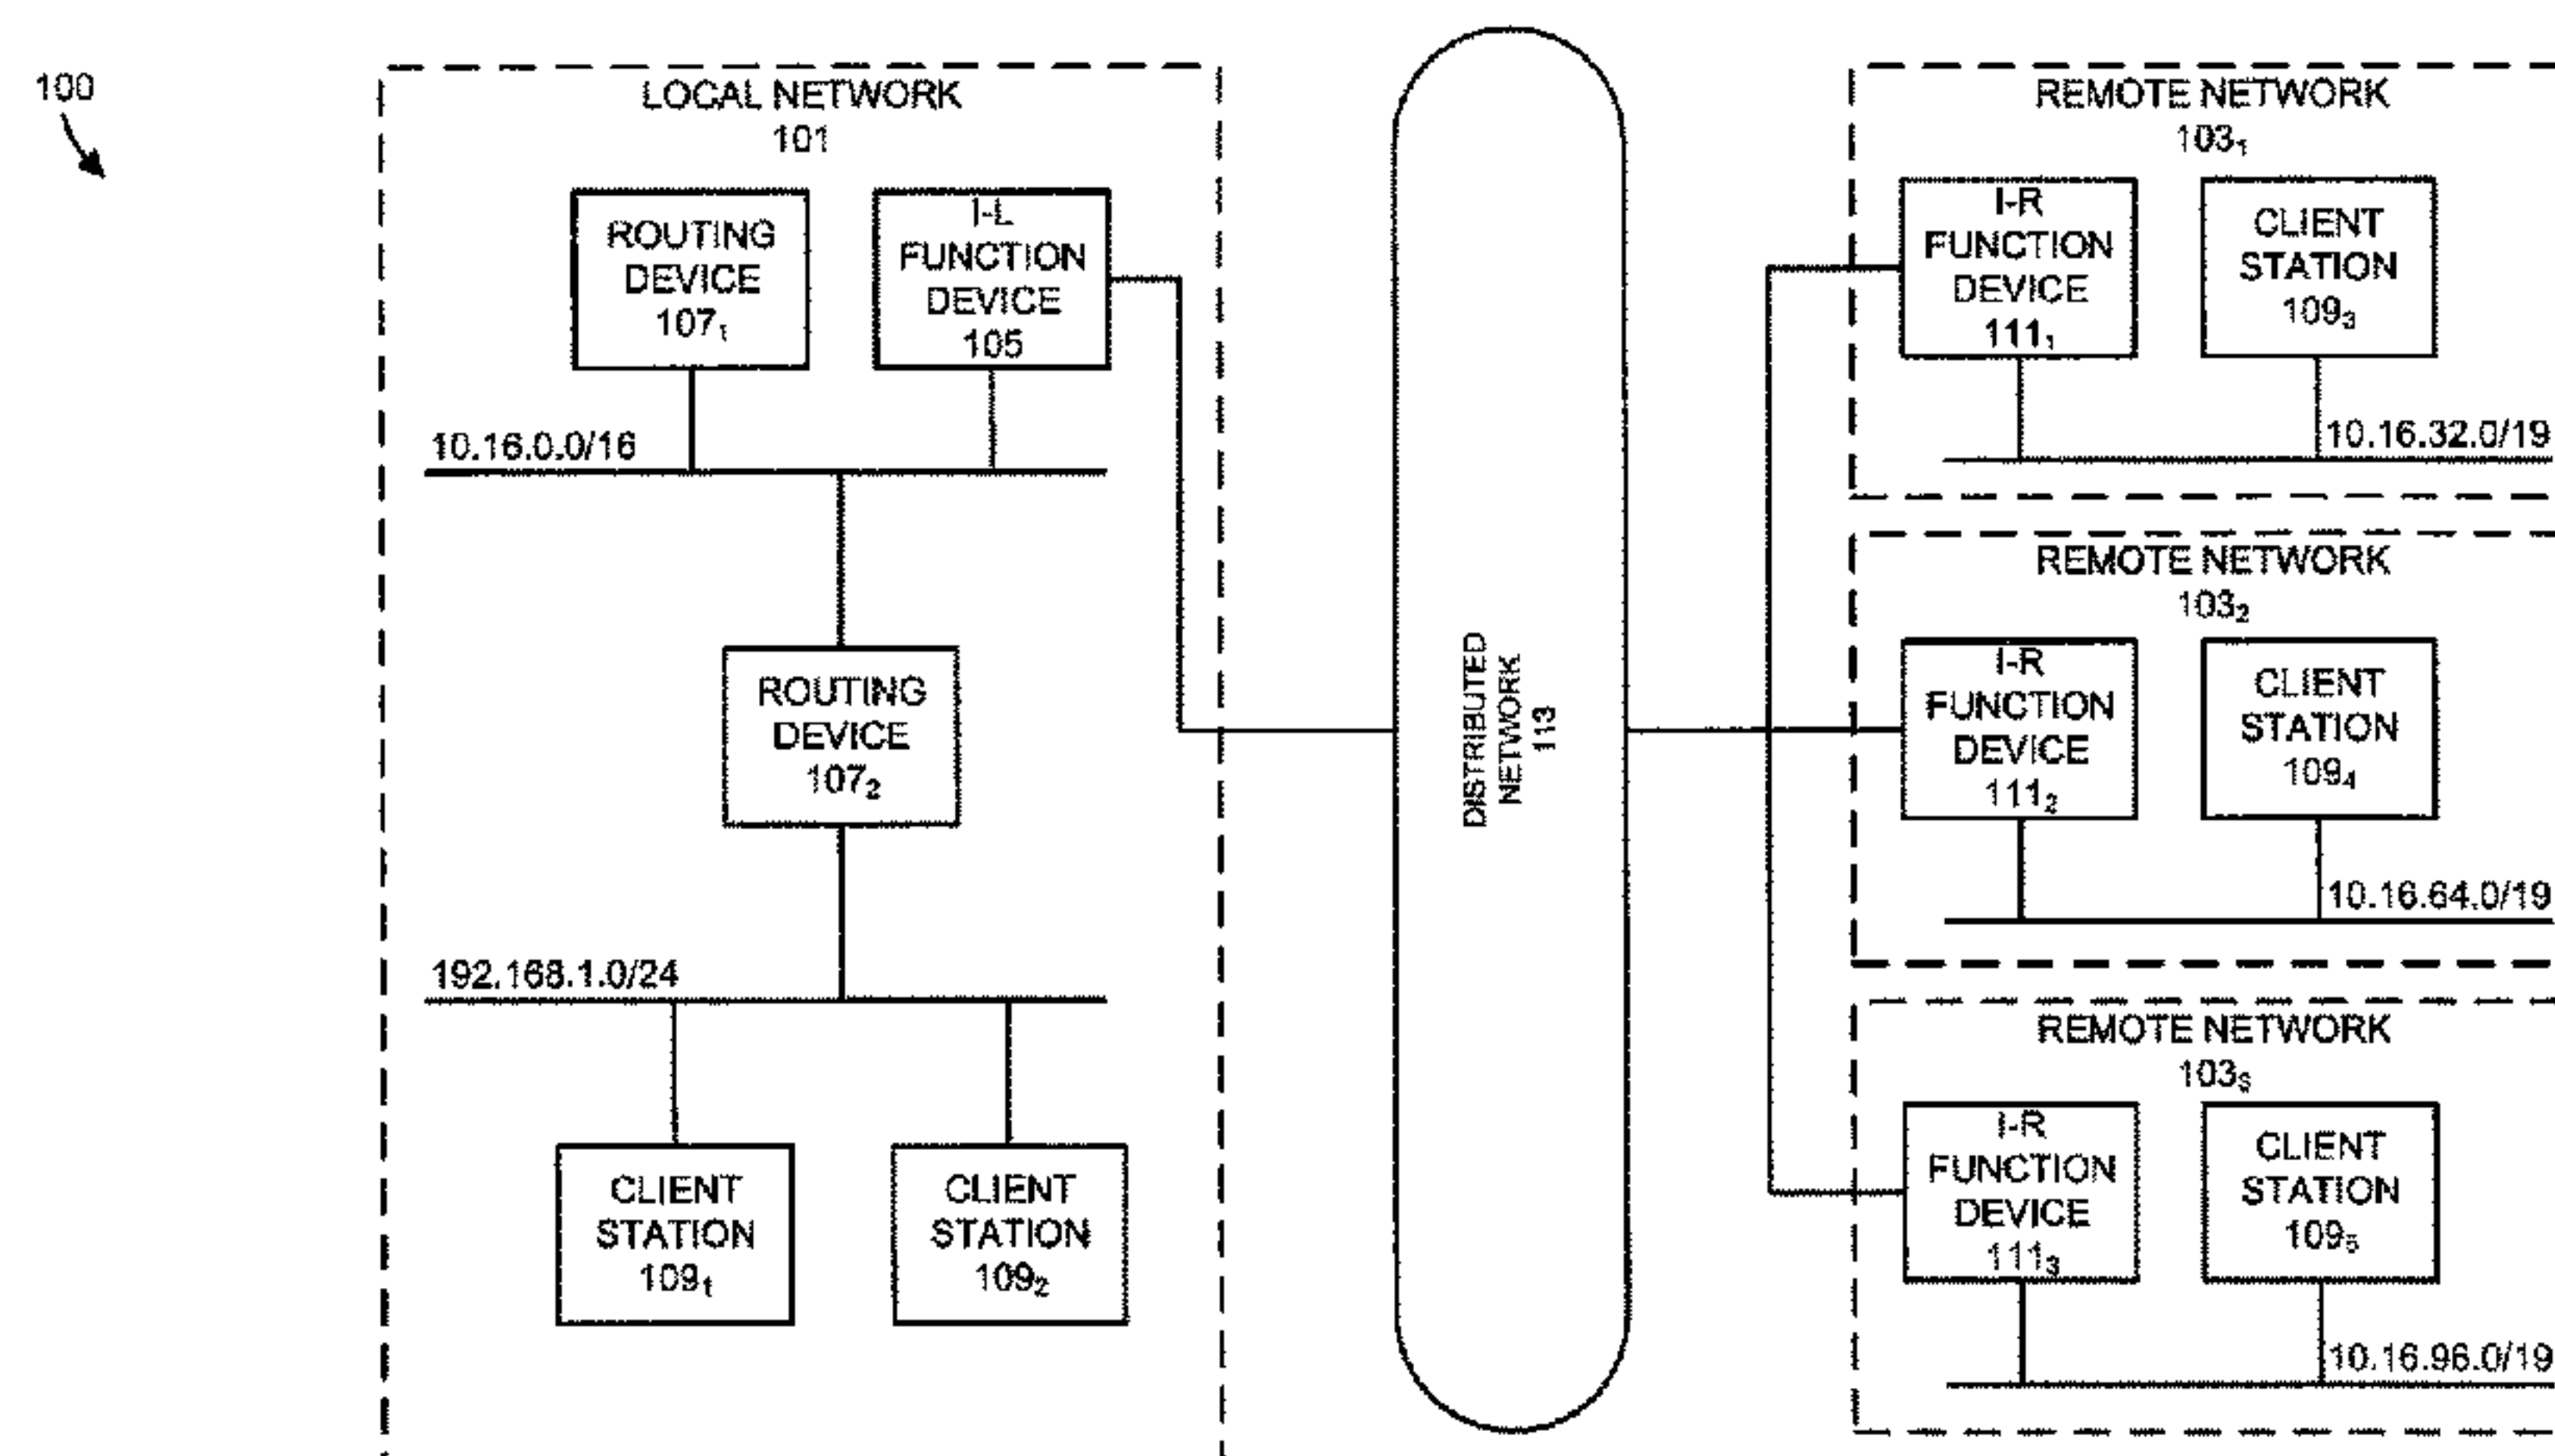 100
LOCAL NETWORK
101
ROUTING
DEVICE
107₁
I-L
FUNCTION
DEVICE
105
10.16.0.0/16
ROUTING
DEVICE
107₂
192.168.1.0/24
CLIENT
STATION
109₁
CLIENT
STATION
109₂
DISTRIBUTED
NETWORK
113
REMOTE NETWORK
103₁
I-R
FUNCTION
DEVICE
111₁
CLIENT
STATION
109₃
10.16.32.0/19
REMOTE NETWORK
103₂
I-R
FUNCTION
DEVICE
111₂
CLIENT
STATION
109₄
10.16.64.0/19
REMOTE NETWORK
103₃
I-R
FUNCTION
DEVICE
111₃
CLIENT
STATION
109₅
10.16.96.0/19